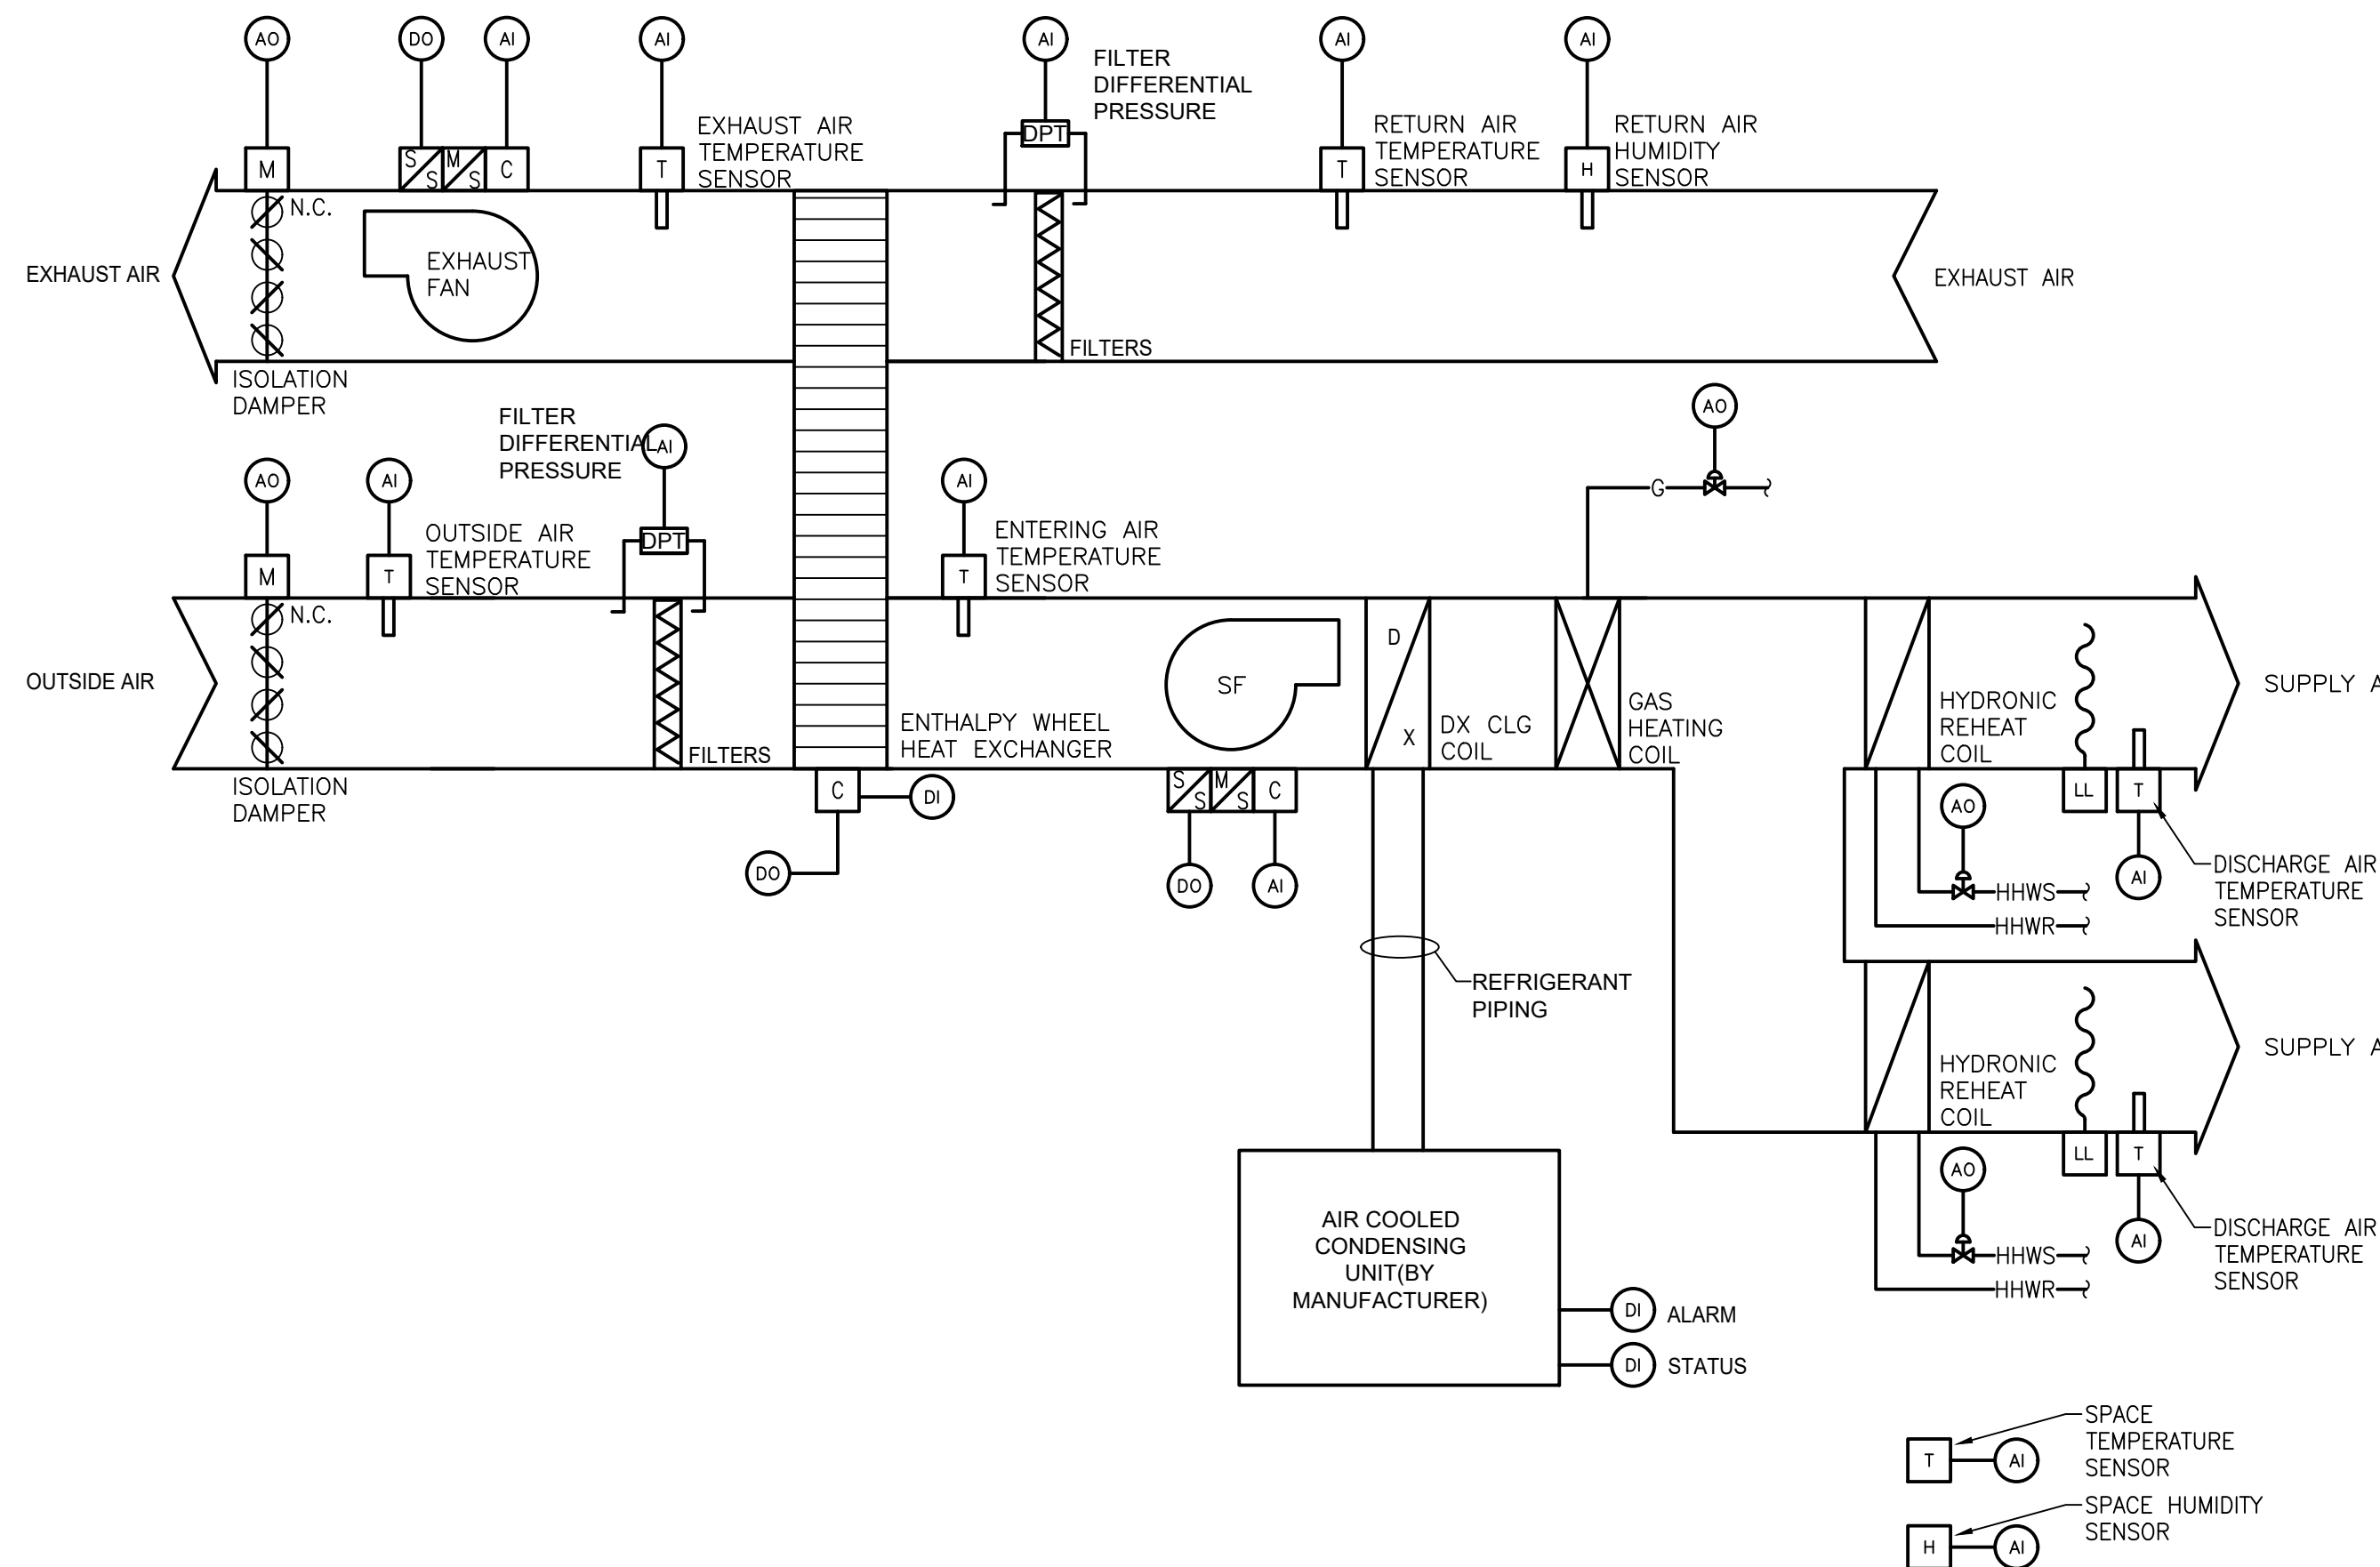 AO
DO
AI
AI
AI
AI
AI
FILTER
DIFFERENTIAL
PRESSURE
DPT
EXHAUST AIR
TEMPERATURE
SENSOR
RETURN AIR
TEMPERATURE
SENSOR
RETURN AIR
HUMIDITY
SENSOR
M
S
S
M
S
C
T
T
H
N.C.
EXHAUST
FAN
EXHAUST AIR
EXHAUST AIR
FILTERS
ISOLATION
DAMPER
FILTER
DIFFERENTIAL
PRESSURE
AI
AO
AO
AI
AI
G
OUTSIDE AIR
TEMPERATURE
SENSOR
DPT
ENTERING AIR
TEMPERATURE
SENSOR
M
T
T
N.C.
OUTSIDE AIR
FILTERS
ENTHALPY WHEEL
HEAT EXCHANGER
SF
D
X
DX CLG
COIL
GAS
HEATING
COIL
HYDRONIC
REHEAT
COIL
SUPPLY
ISOLATION
DAMPER
C
DI
DO
S
S
M
S
C
DO
AI
AO
LL
T
AI
HHWS
HHWR
DISCHARGE AIR
TEMPERATURE
SENSOR
REFRIGERANT
PIPING
HYDRONIC
REHEAT
COIL
SUPPLY
AO
LL
T
AI
HHWS
HHWR
DISCHARGE AIR
TEMPERATURE
SENSOR
AIR COOLED
CONDENSING
UNIT(BY
MANUFACTURER)
DI
ALARM
DI
STATUS
SPACE
TEMPERATURE
SENSOR
T
AI
SPACE HUMIDITY
SENSOR
H
AI